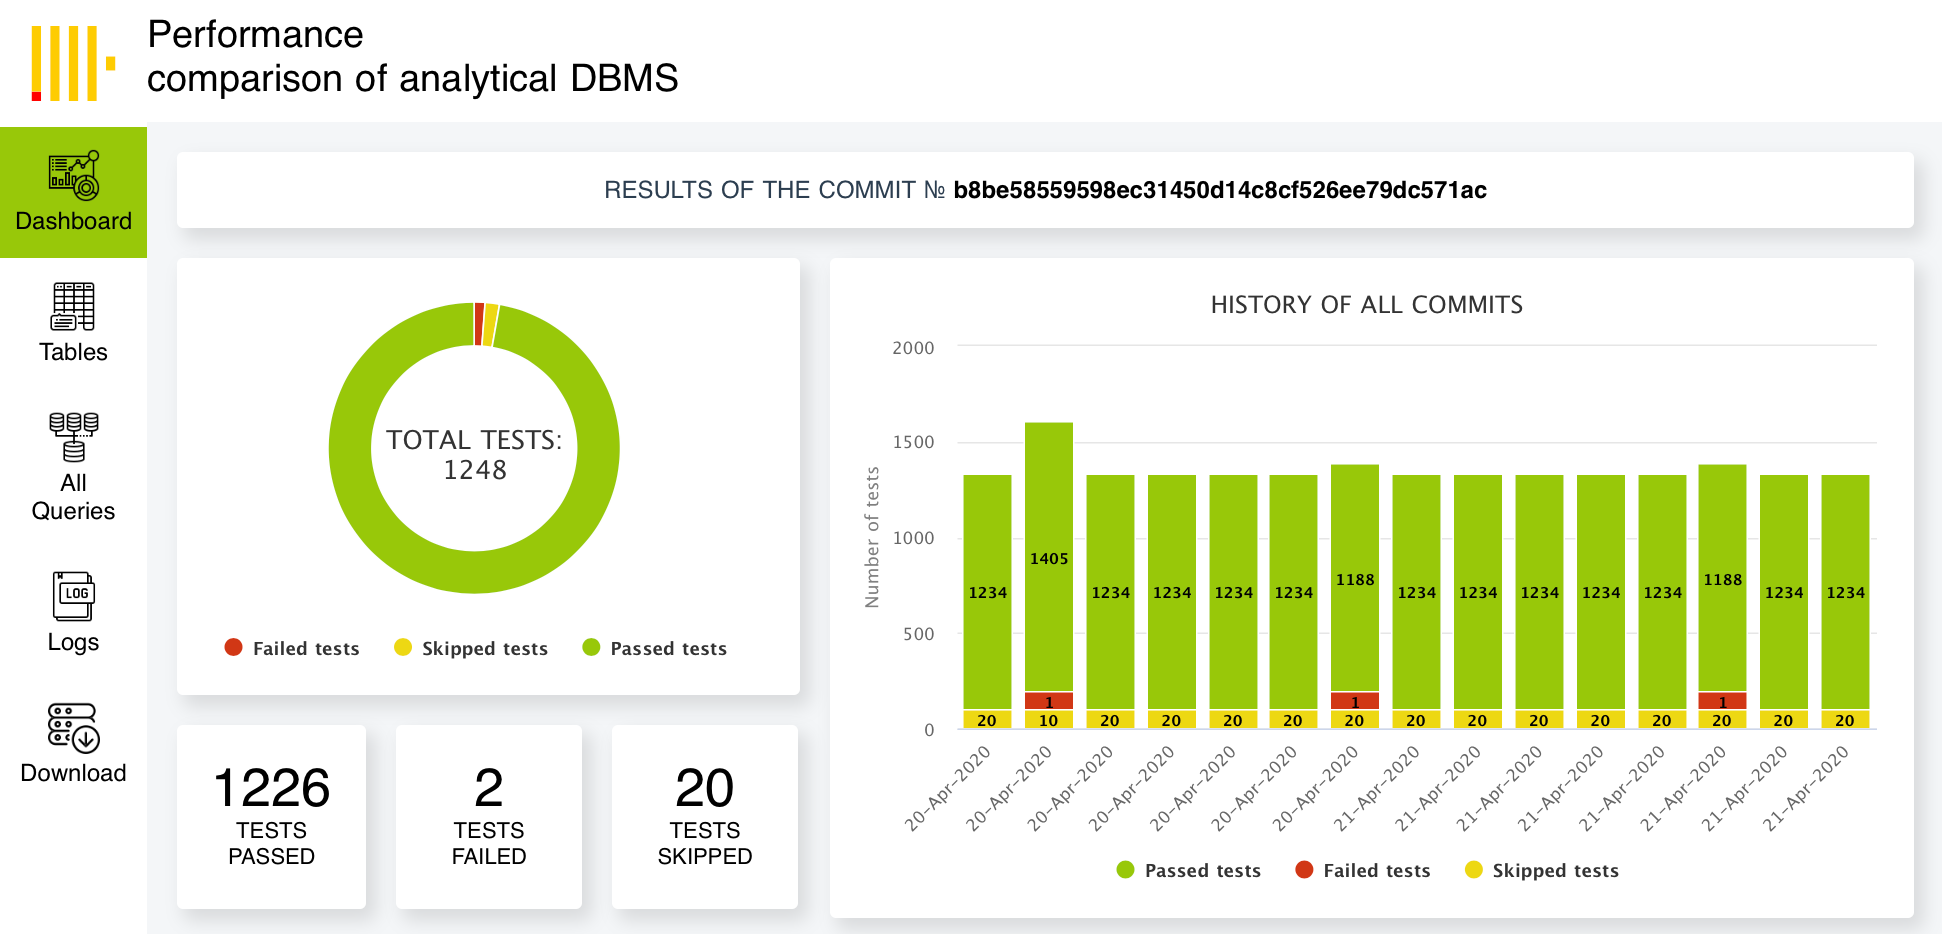 Performance
comparison of analytical DBMS
Dashboard
Tables
All
Queries
LOG
Logs
Download
RESULTS OF THE COMMIT № b8be58559598ec31450d14c8cf526ee79dc571ac
TOTAL TESTS:
1248
Failed tests Skipped tests Passed tests
1226
TESTS
PASSED
2
TESTS
FAILED
20
TESTS
SKIPPED
HISTORY OF ALL COMMITS
Number of tests
2000
1500
1000
500
0
1234 1405 1234 1234 1234 1234 1188 1234 1234 1234 1234 1234 1188 1234 1234
1 1 1
20 10 20 20 20 20 20 20 20 20 20 20 20 20 20
20-Apr-2020 20-Apr-2020 20-Apr-2020 20-Apr-2020 20-Apr-2020 20-Apr-2020 20-Apr-2020 21-Apr-2020 21-Apr-2020 21-Apr-2020 21-Apr-2020 21-Apr-2020 21-Apr-2020 21-Apr-2020 21-Apr-2020
Passed tests Failed tests Skipped tests